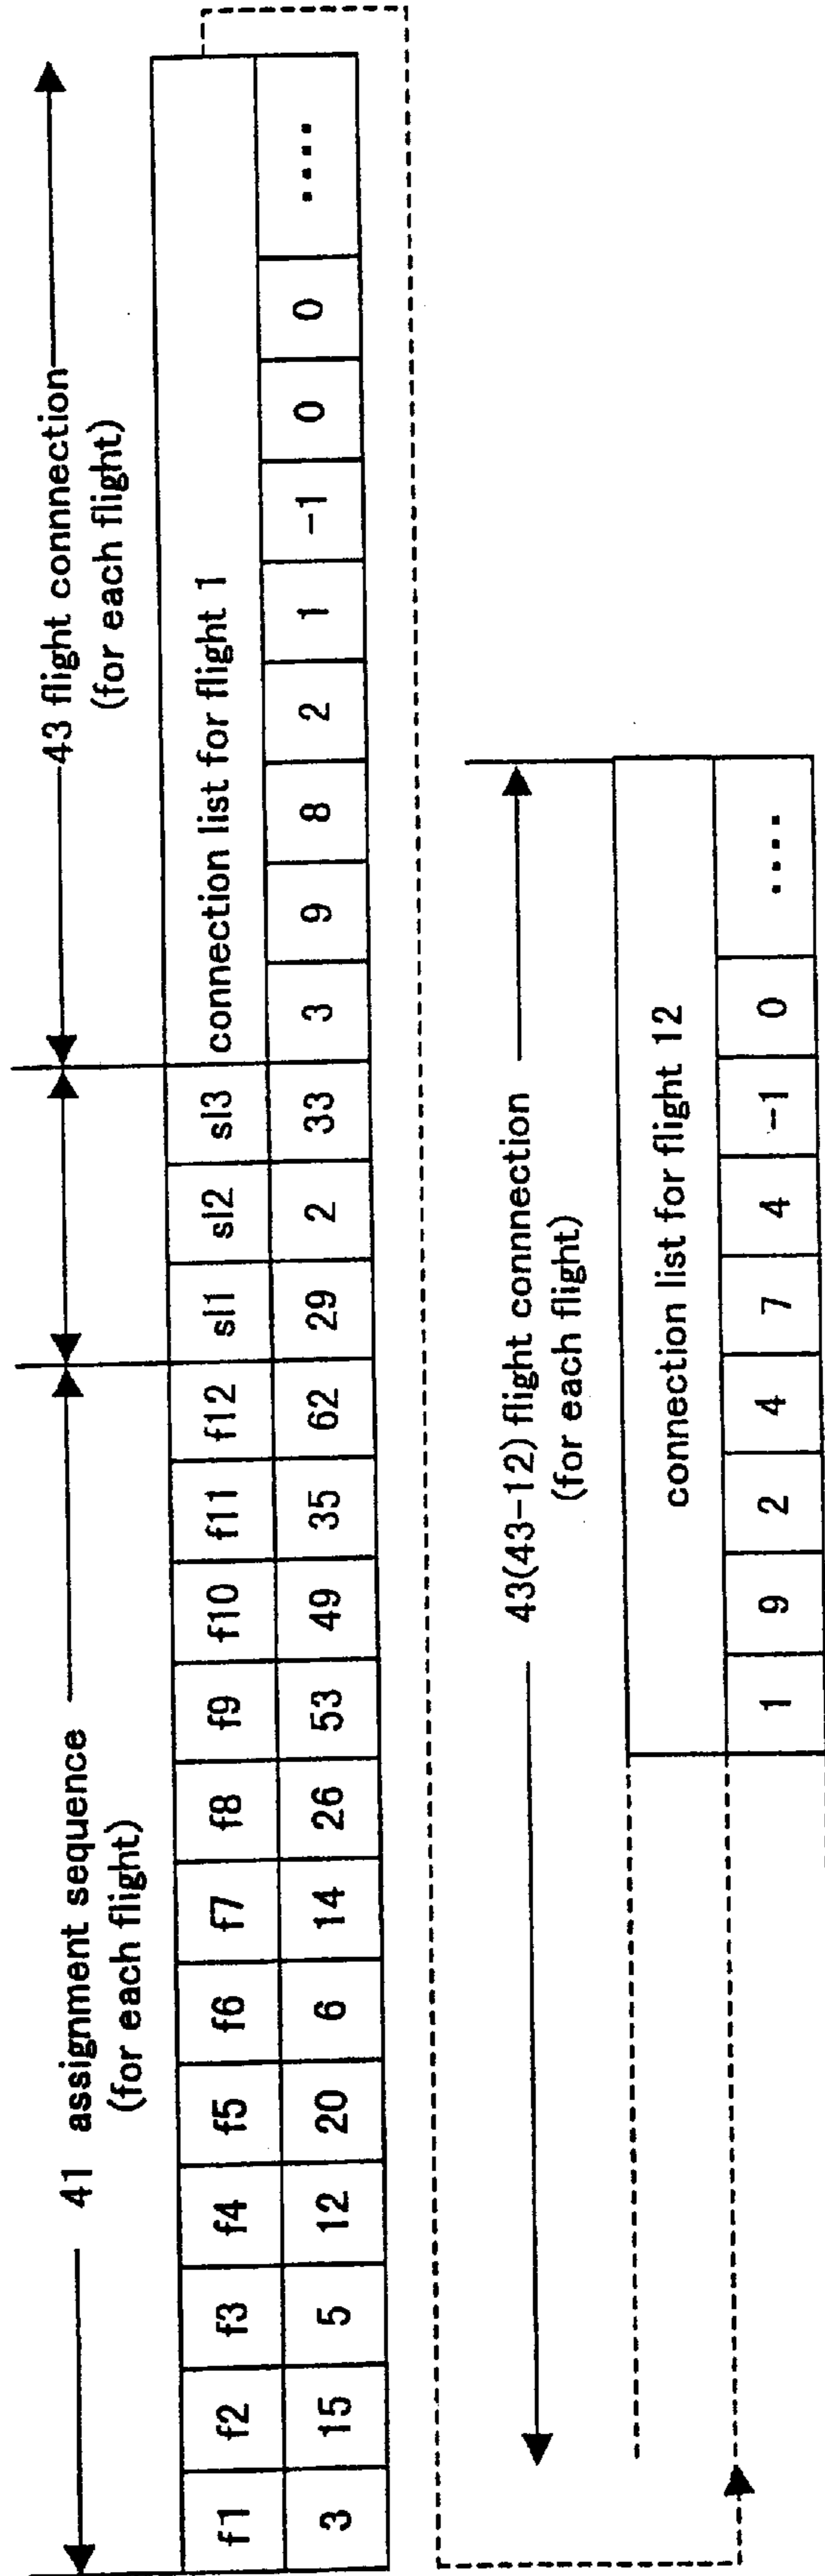 41 assignment sequence
(for each flight)
43 flight connnection
(for each flight)
f1 f2 f3 f4 f5 f6 f7 f8 f9 f10 f11 f12 sl1 sl2 sl3 connection list for flight 1
3 15 5 12 20 6 14 26 53 49 35 62 29 2 33 3 9 8 2 1 -1 0 0 ....
43(43-12) flight connnection
(for each flight)
connection list for flight 12
1 9 2 4 7 4 -1 0 ....